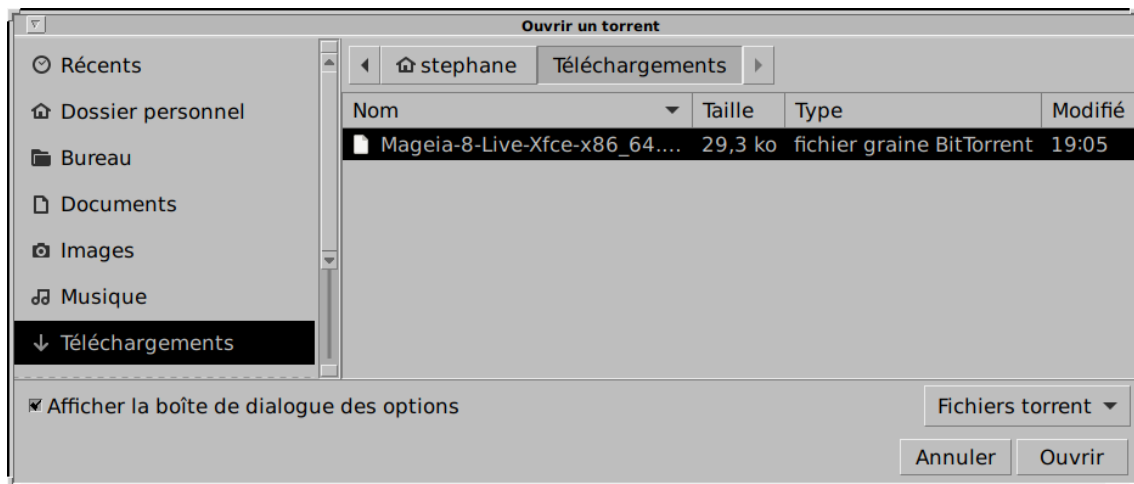 Ouvrir un torrent
Récents
Dossier personnel
Bureau
Documents
Images
Musique
Téléchargements
stephane Téléchargements
Nom Taille Type Modifié
Mageia-8-Live-Xfce-x86_64.... 29,3 ko fichier graine BitTorrent 19:05
Afficher la boîte de dialogue des options
Fichiers torrent
Annuler Ouvrir